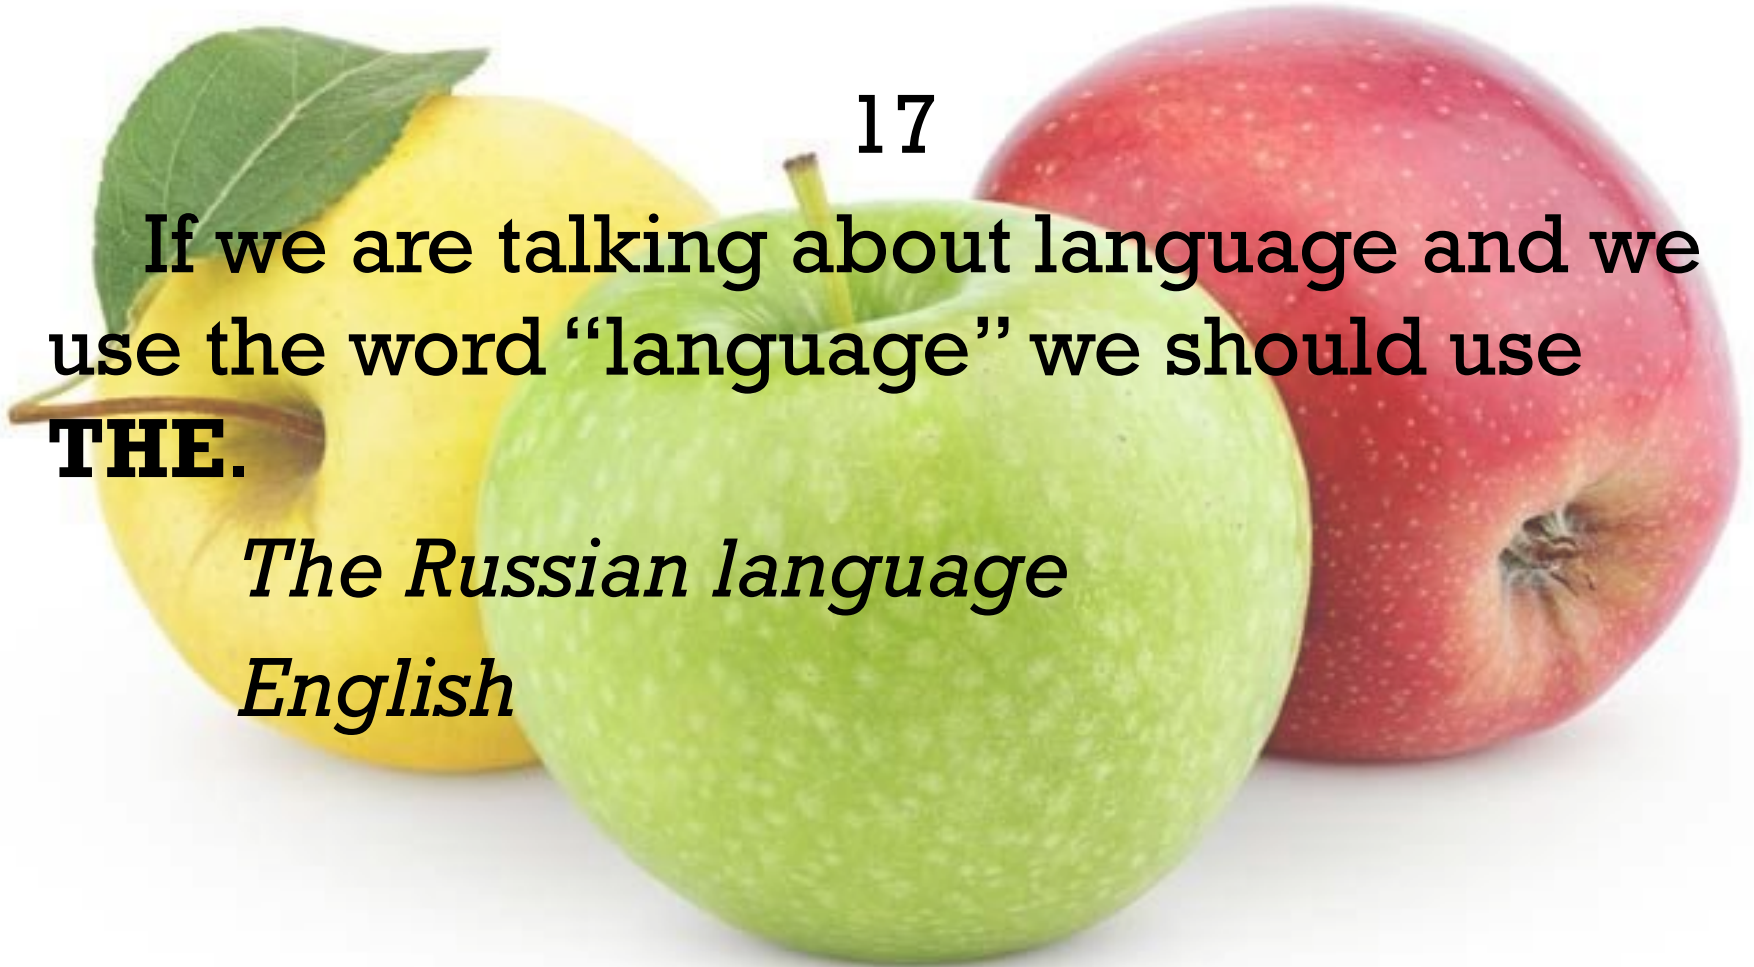 17
If we are talking about language and we
use the word “language” we should use
THE.
The Russian language
English